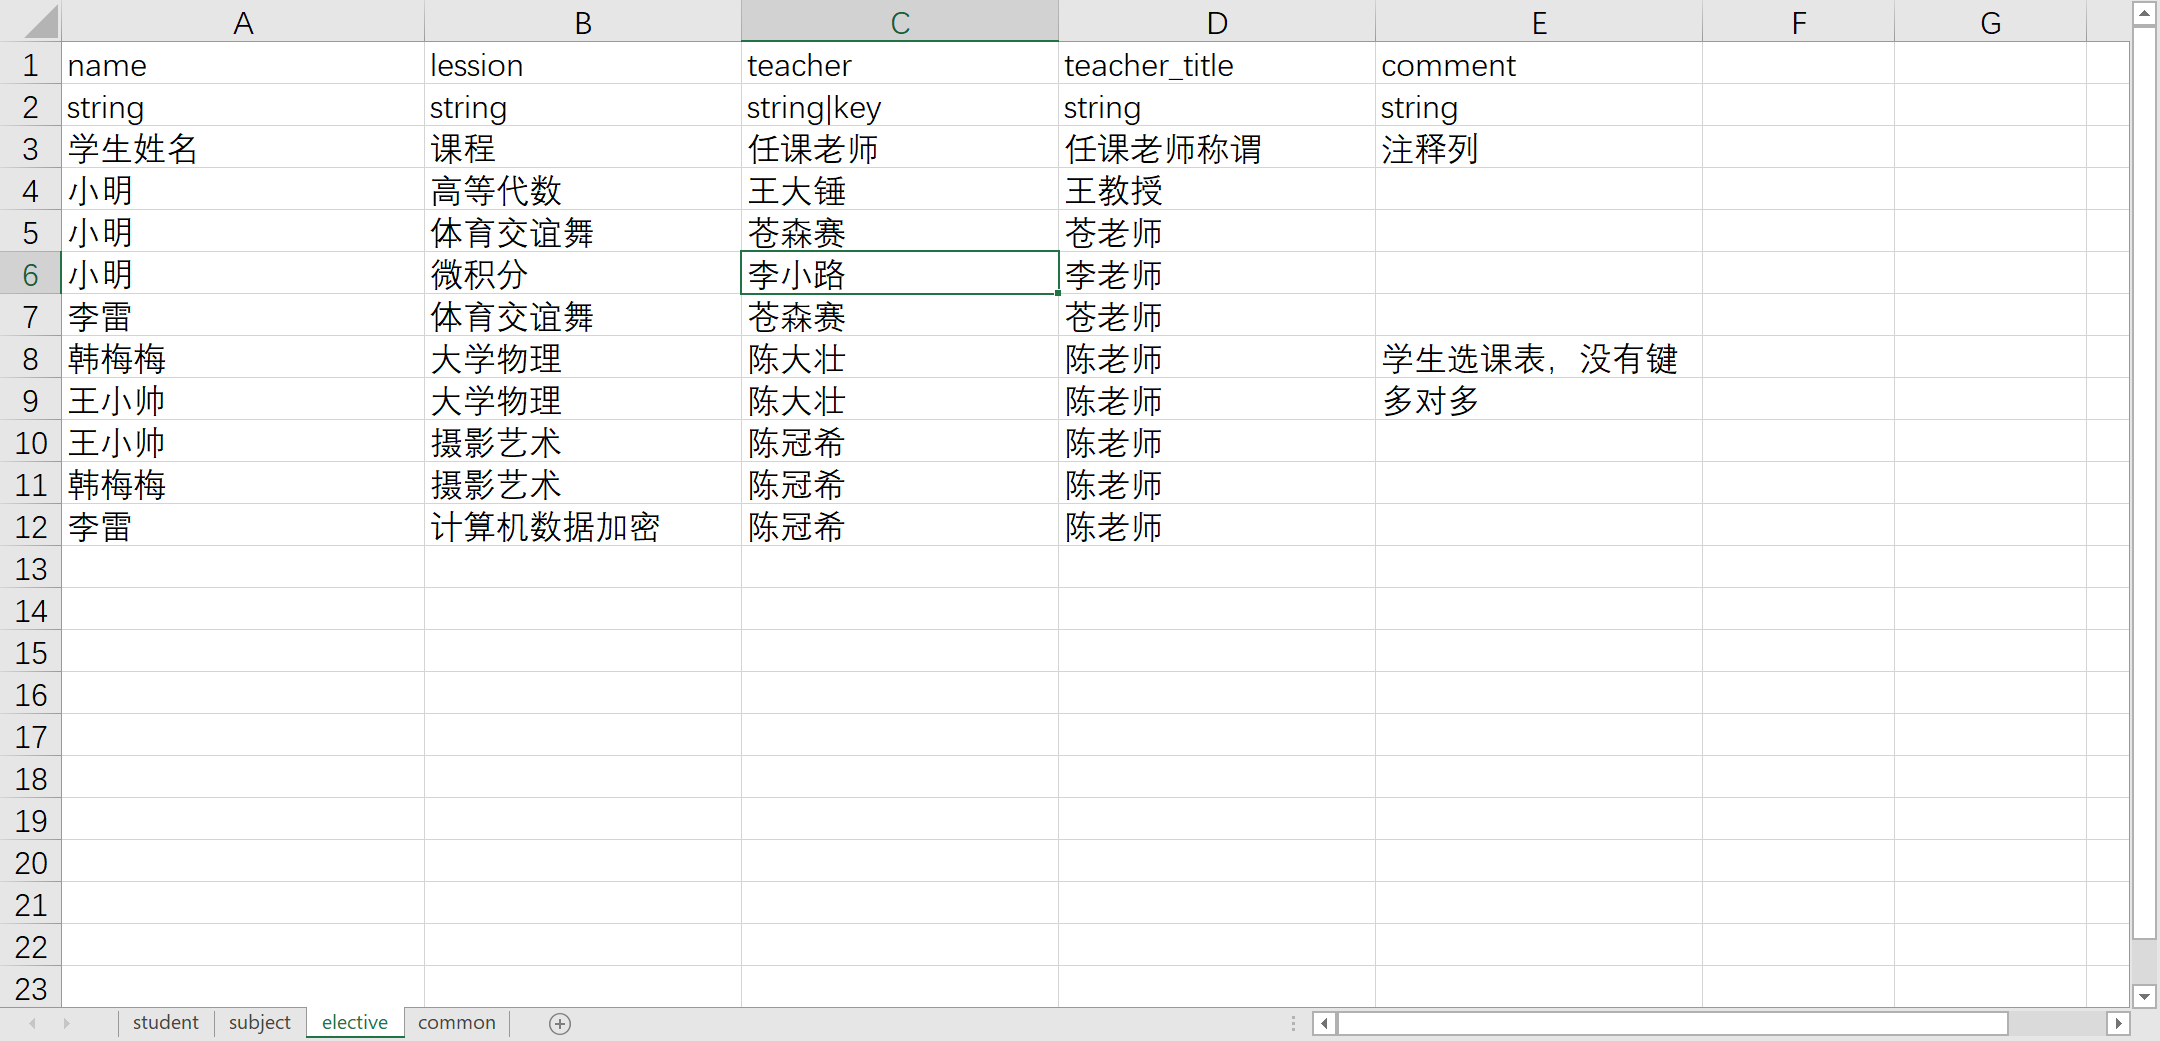 A B C D E F G
1 name lession teacher teacher_title comment
2 string string string|key string string
3 学生姓名 课程 任课老师 任课老师称谓 注释列
4 小明 高等代数 王大锤 王教授
5 小明 体育交谊舞 苍森赛 苍老师
6 小明 微积分 李小路 李老师
7 李雷 体育交谊舞 苍森赛 苍老师
8 韩梅梅 大学物理 陈大壮 陈老师 学生选课表，没有键
9 王小帅 大学物理 陈大壮 陈老师 多对多
10 王小帅 摄影艺术 陈冠希 陈老师
11 韩梅梅 摄影艺术 陈冠希 陈老师
12 李雷 计算机数据加密 陈冠希 陈老师
13
14
15
16
17
18
19
20
21
22
23
student subject elective common